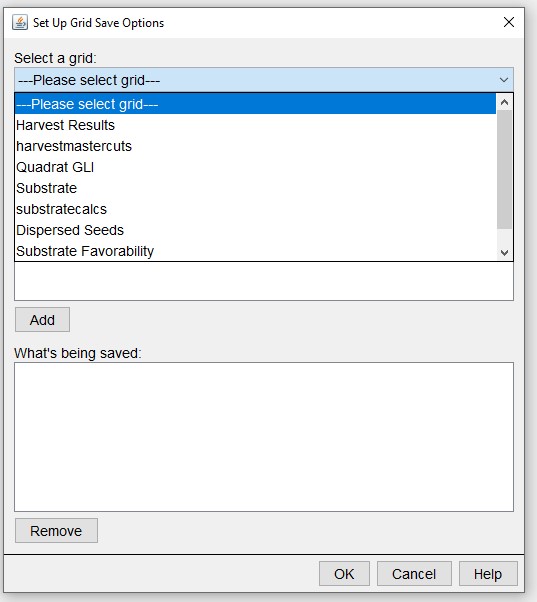 Set Up Grid Save Options
Select a grid:
---Please select grid---
---Please select grid---
Harvest Results
harvestmastercuts
Quadrat GLI
Substrate
substratecalcs
Dispersed Seeds
Substrate Favorability
Add
What's being saved:
Remove
OK
Cancel
Help